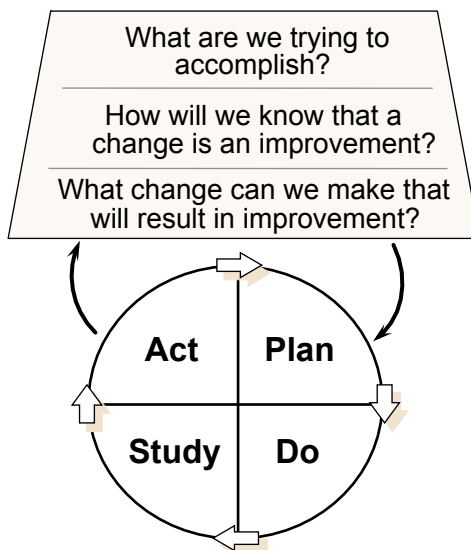 What are we trying to
accomplish?
How will we know that a
change is an improvement?
What change can we make that
will result in improvement?
Act Plan
Study Do